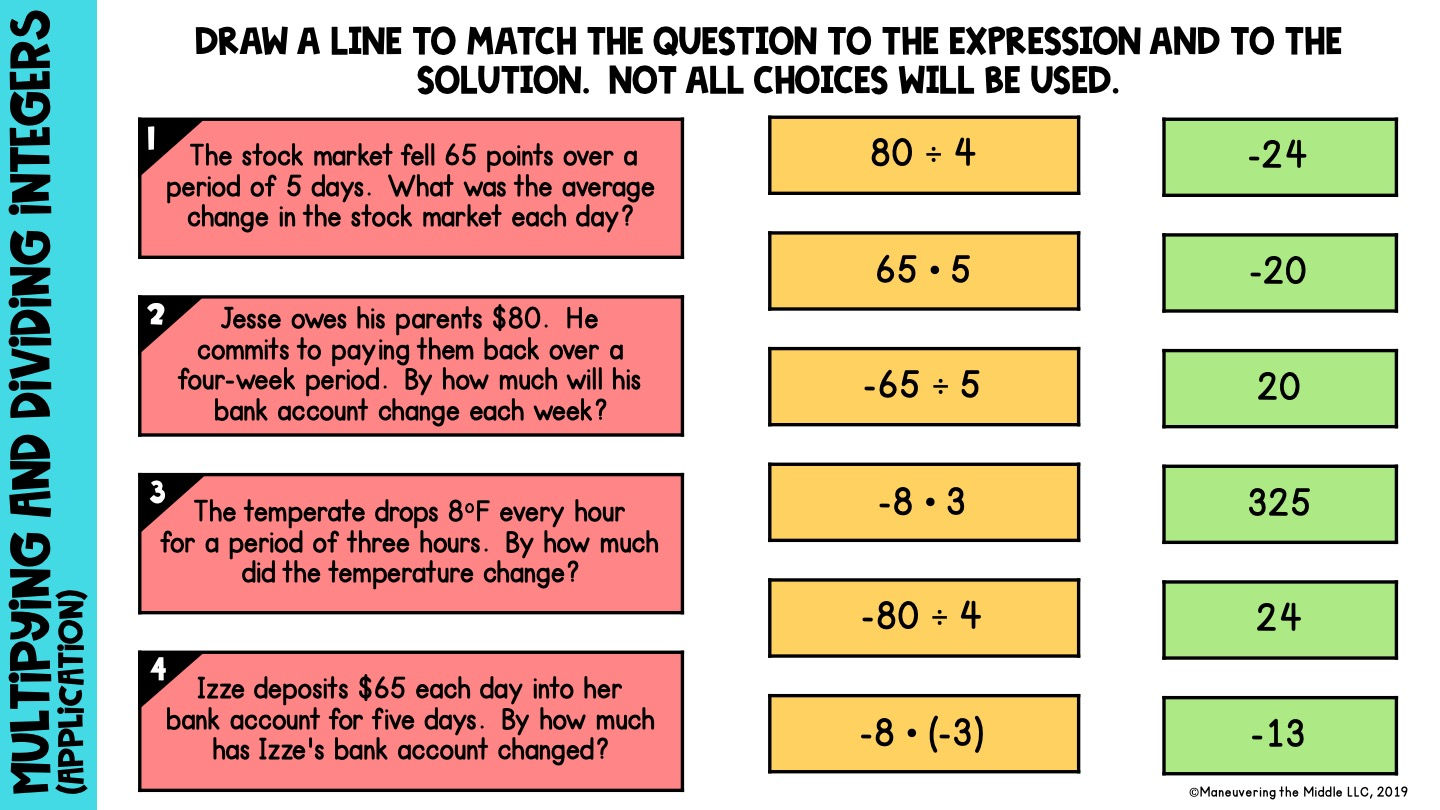 MULTIPYING AND DIVIDING INTEGERS
(APPLICATION)
DRAW A LINE TO MATCH THE QUESTION TO THE EXPRESSION AND TO THE
SOLUTION. NOT ALL CHOICES WILL BE USED.
1
The stock market fell 65 points over a
period of 5 days. What was the average
change in the stock market each day?
2
Jesse owes his parents $80. He
commits to paying them back over a
four-week period. By how much will his
bank account change each week?
3
The temperate drops 8°F every hour
for a period of three hours. By how much
did the temperature change?
4
Izze deposits $65 each day into her
bank account for five days. By how much
has Izze's bank account changed?
80 ÷ 4
65 • 5
-65 ÷ 5
-8 • 3
-80 ÷ 4
-8 • (-3)
-24
-20
20
325
24
-13
©Maneuvering the Middle LLC, 2019